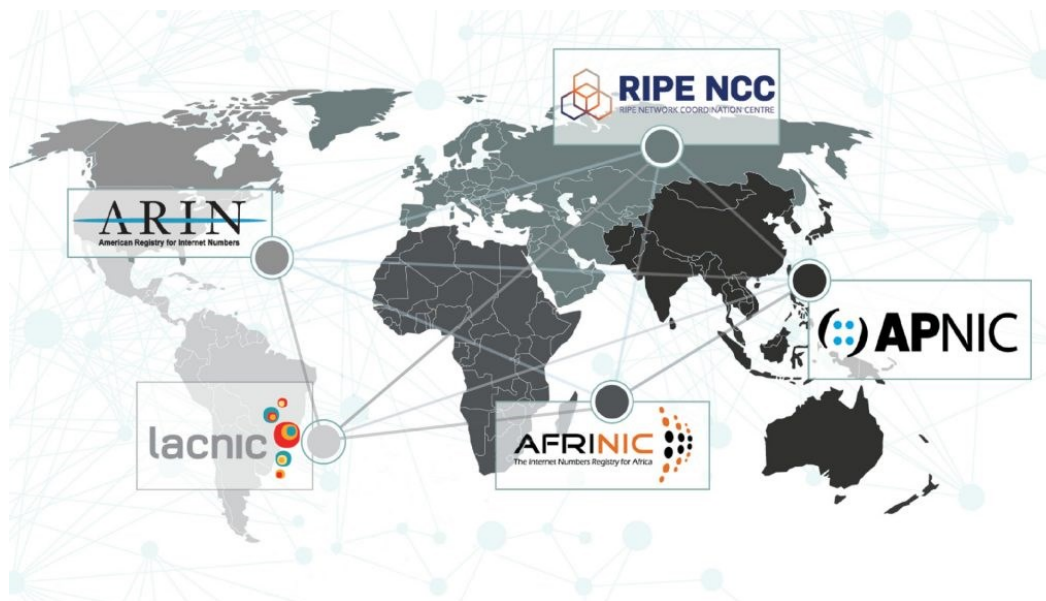 RIPE NCC
RIPE NETWORK COORDINATION CENTRE
ARIN
American Registry for Internet Numbers
APNIC
lacnic
AFRINIC
The Internet Numbers Registry for Africa